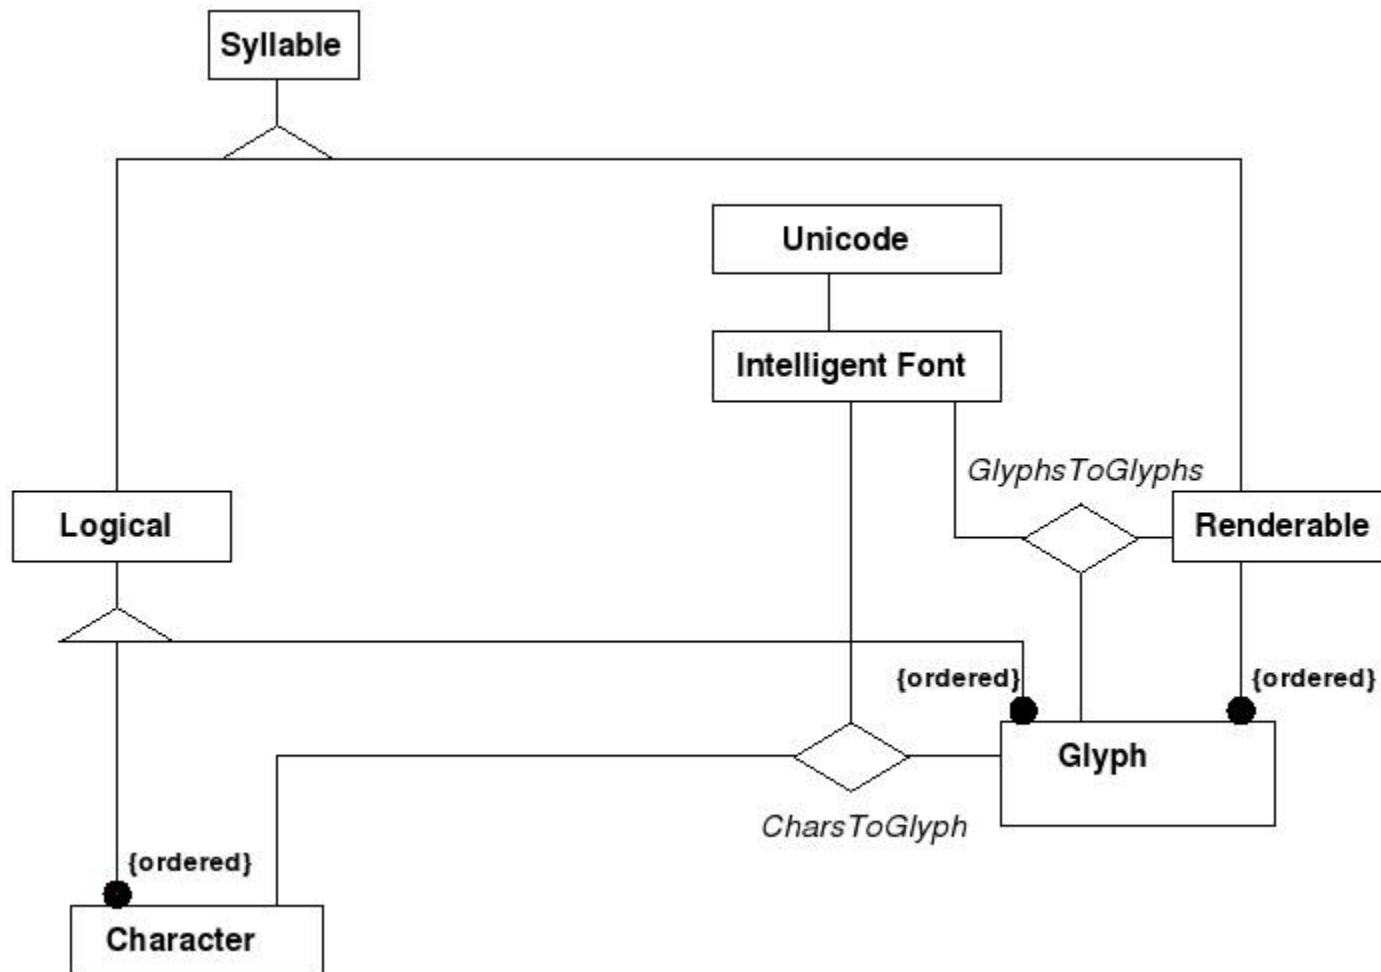 Syllable
Unicode
Intelligent Font
GlyphsToGlyphs
Logical
Renderable
{ordered}
{ordered}
Glyph
CharsToGlyph
{ordered}
Character